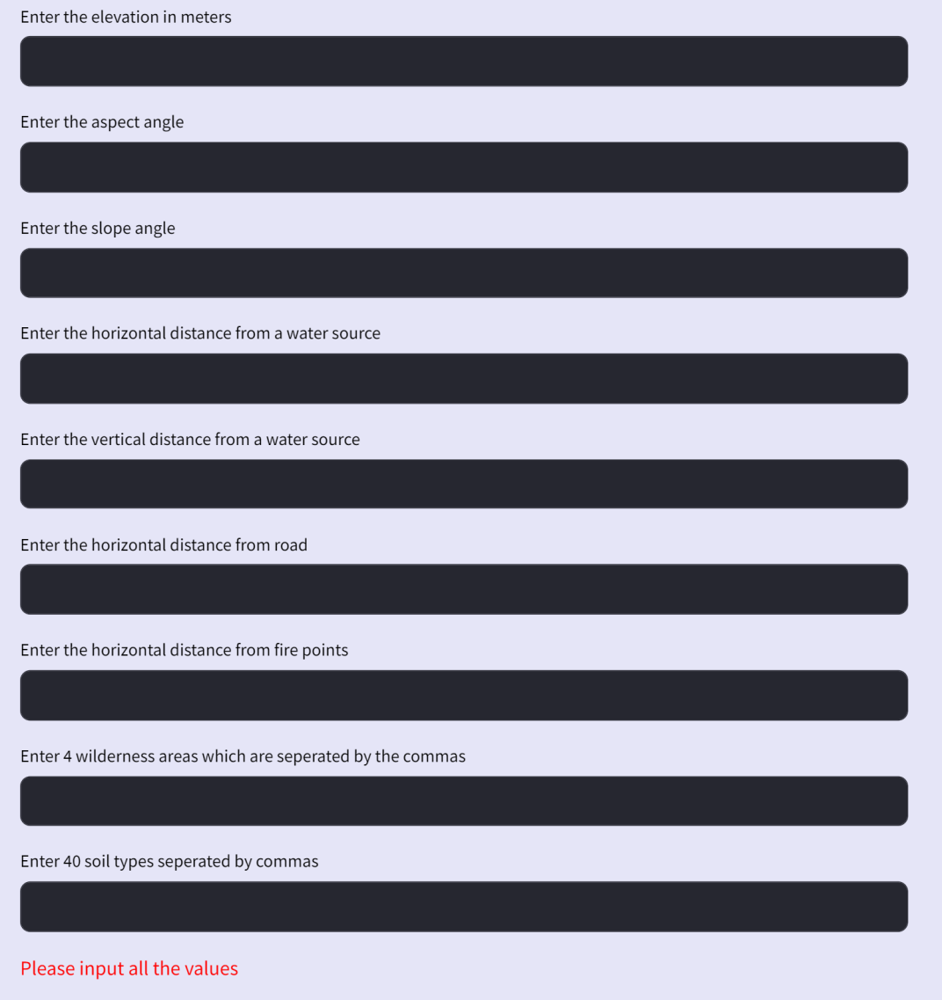 Enter the elevation in meters
Enter the aspect angle
Enter the slope angle
Enter the horizontal distance from a water source
Enter the vertical distance from a water source
Enter the horizontal distance from road
Enter the horizontal distance from fire points
Enter 4 wilderness areas which are seperated by the commas
Enter 40 soil types seperated by commas
Please input all the values